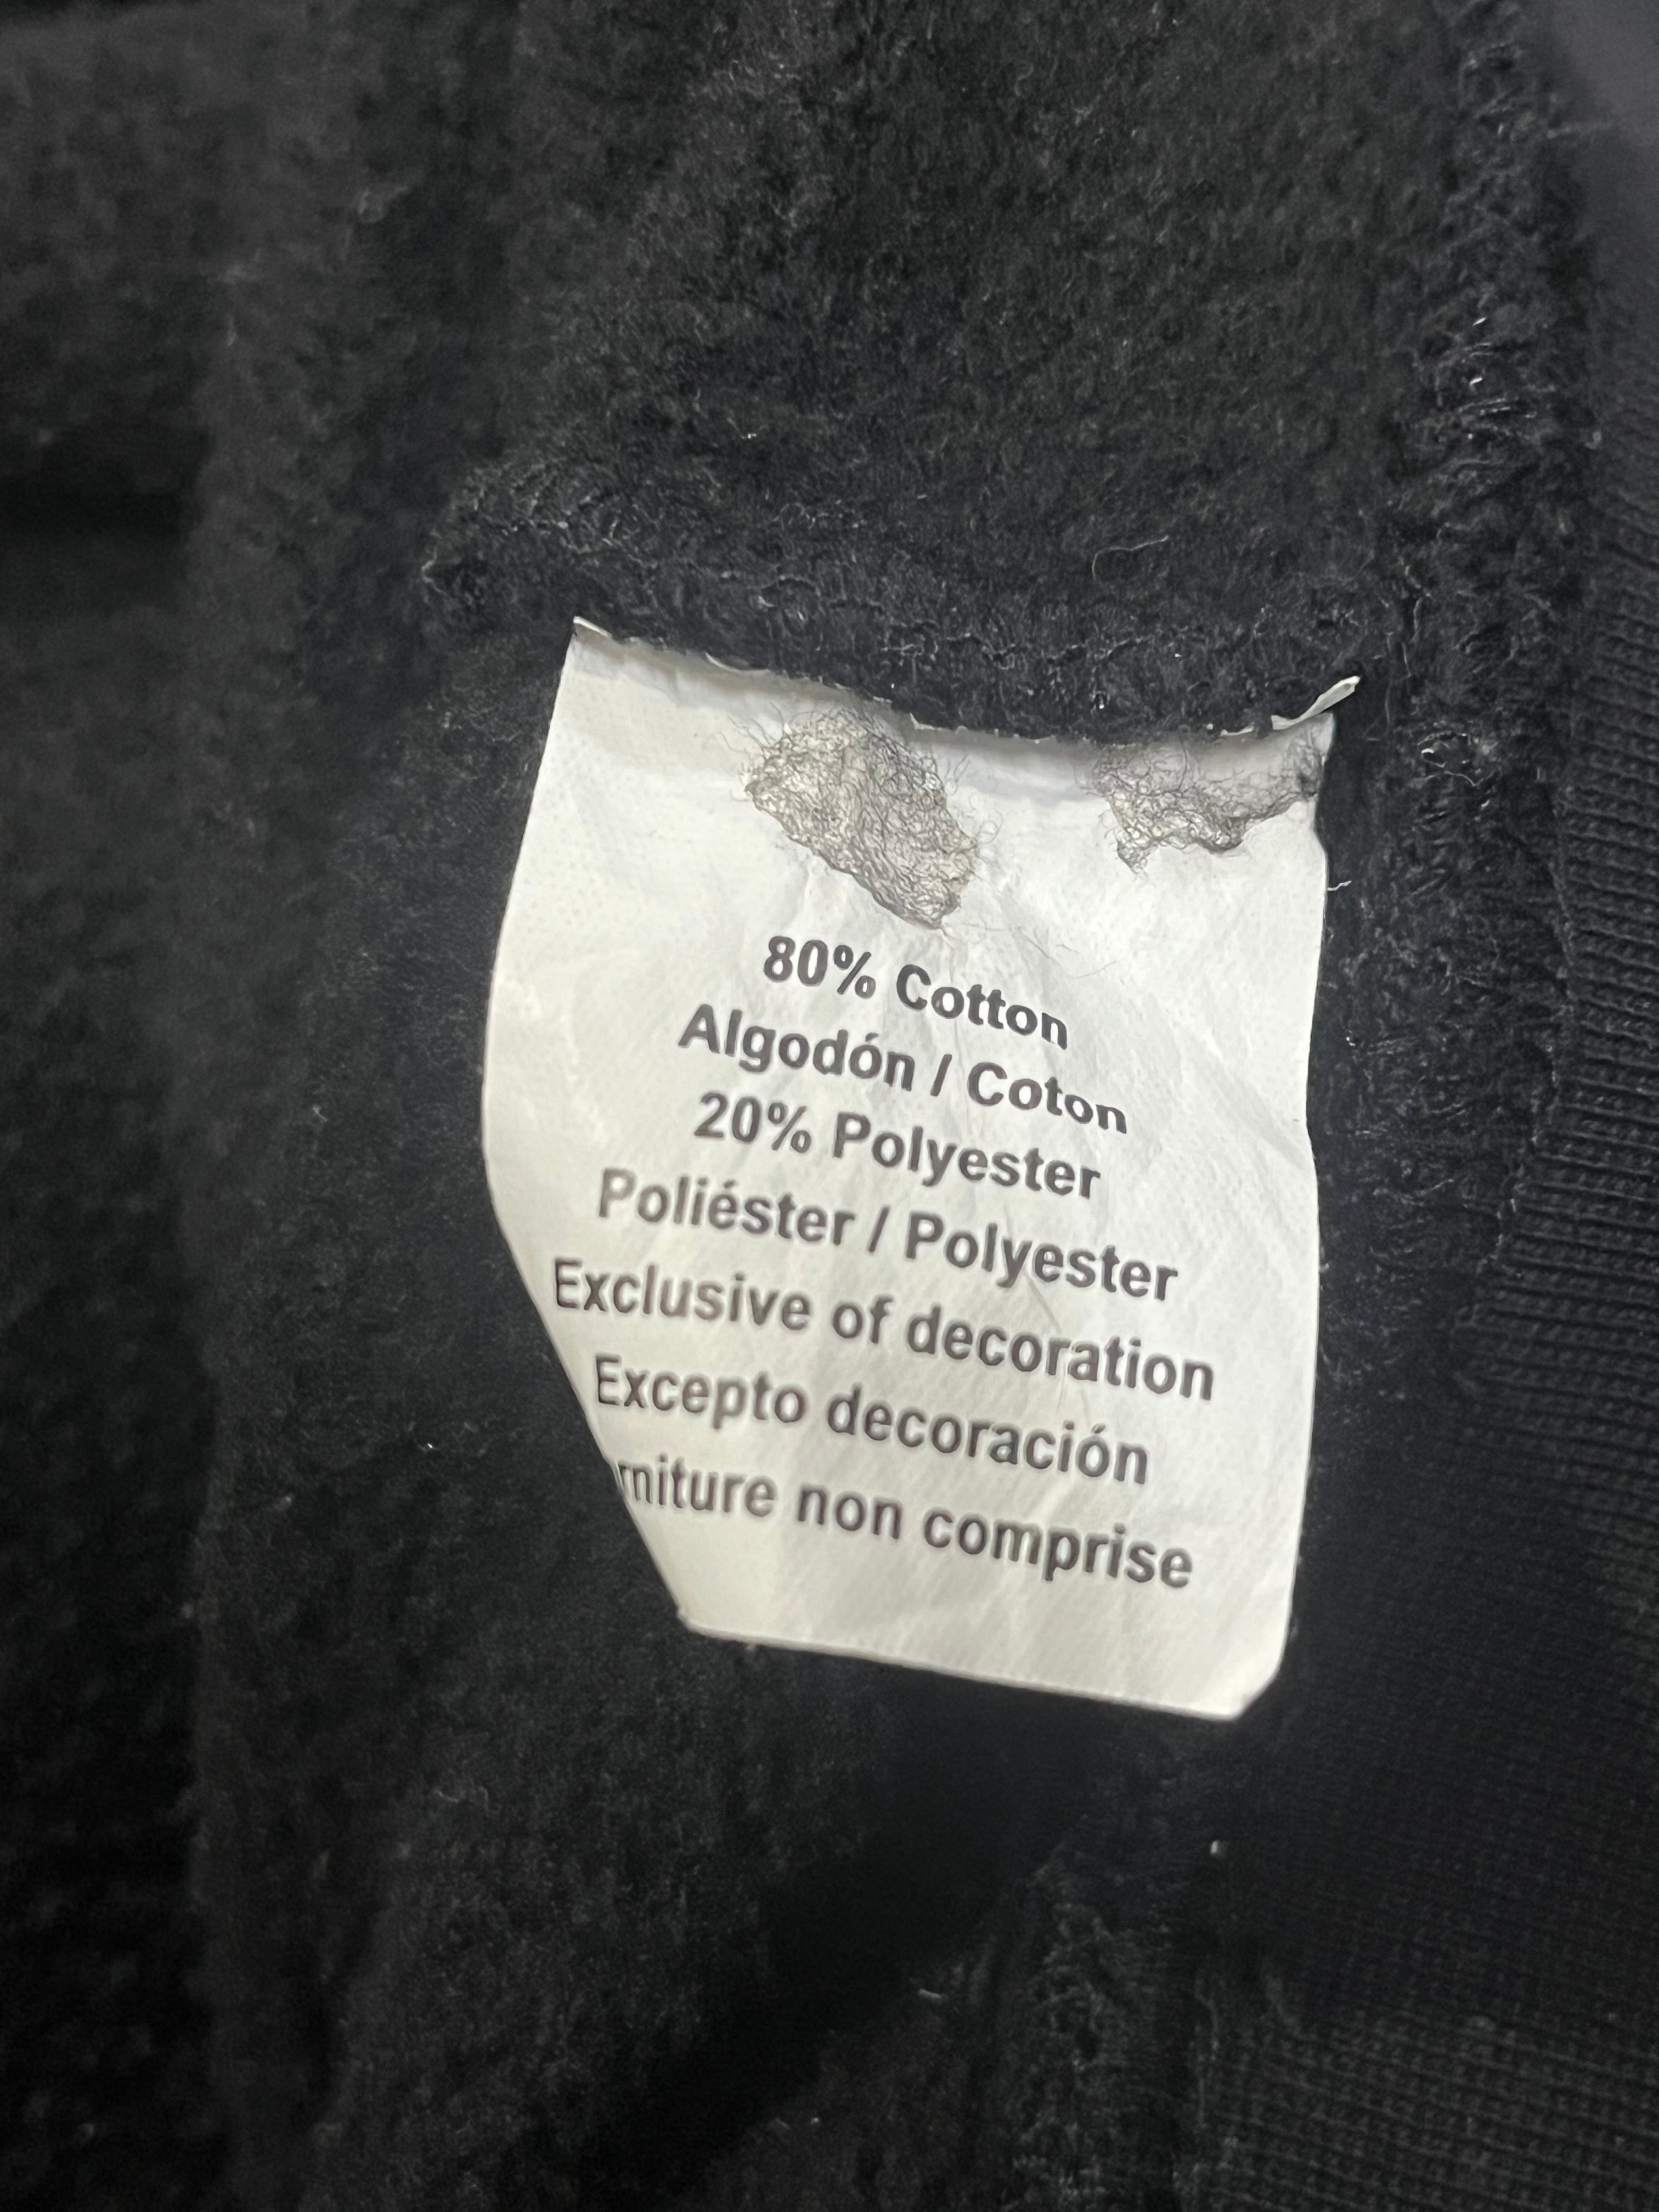 80% Cotton
Algodón / Coton
20% Polyester
Poliéster / Polyester
Exclusive of decoration
Excepto decoración
rniture non comprise